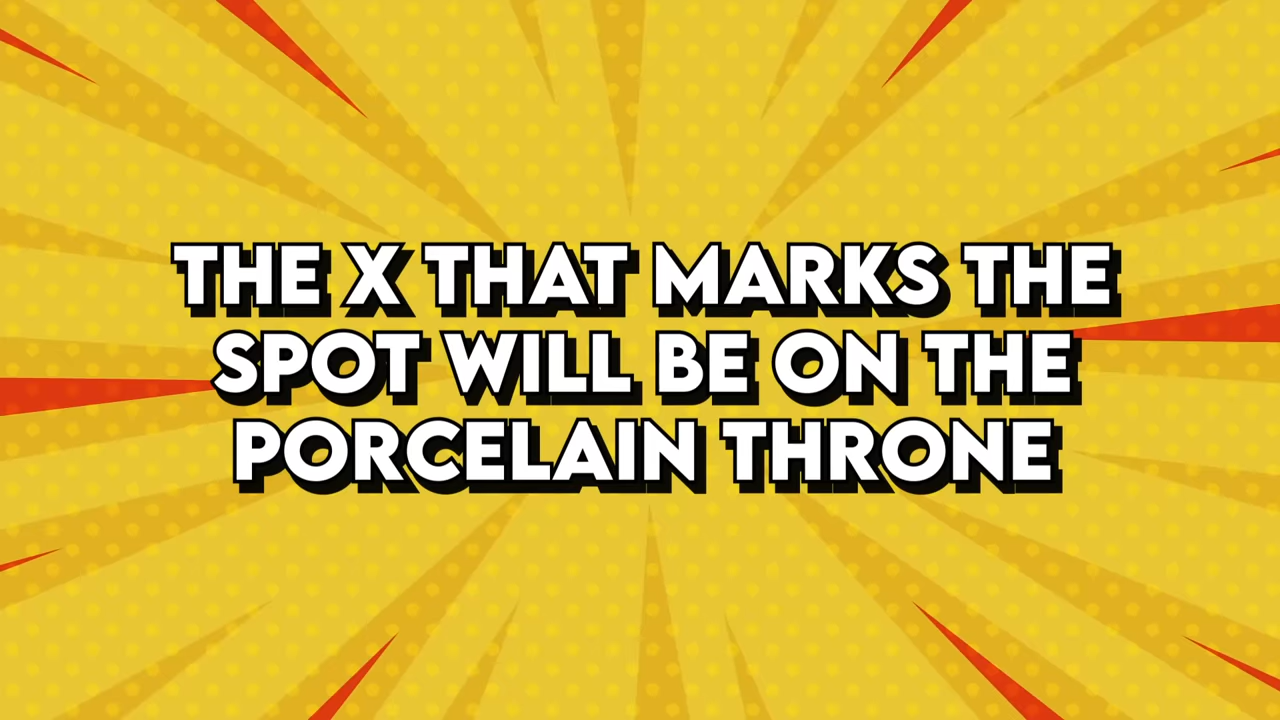 THE X THAT MARKS THE
SPOT WILL BE ON THE
PORCELAIN THRONE